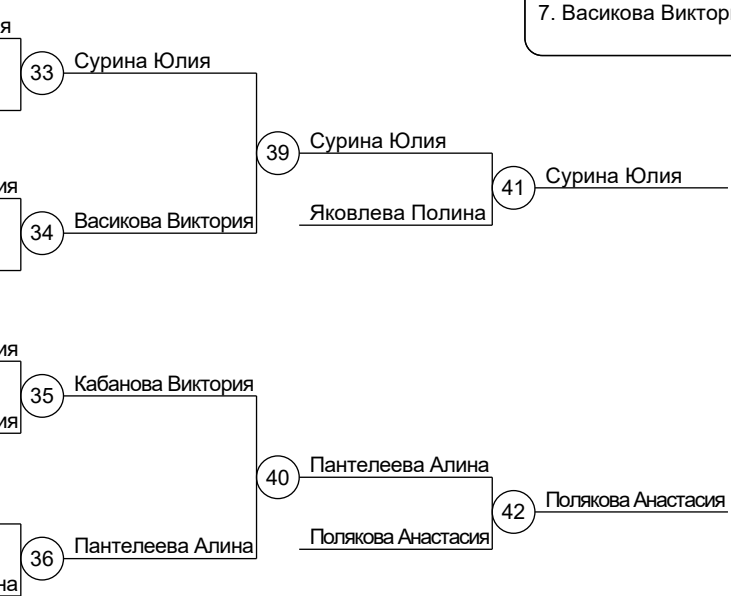 7. Васикова
33
Сурина Юлия
39
Сурина Юлия
41
Сурина Юлия
Яковлева Полина
34
Васикова Виктория
35
Кабанова Виктория
40
Пантелеева Алина
42
Полякова Анастасия
Полякова Анастасия
36
Пантелеева Алина